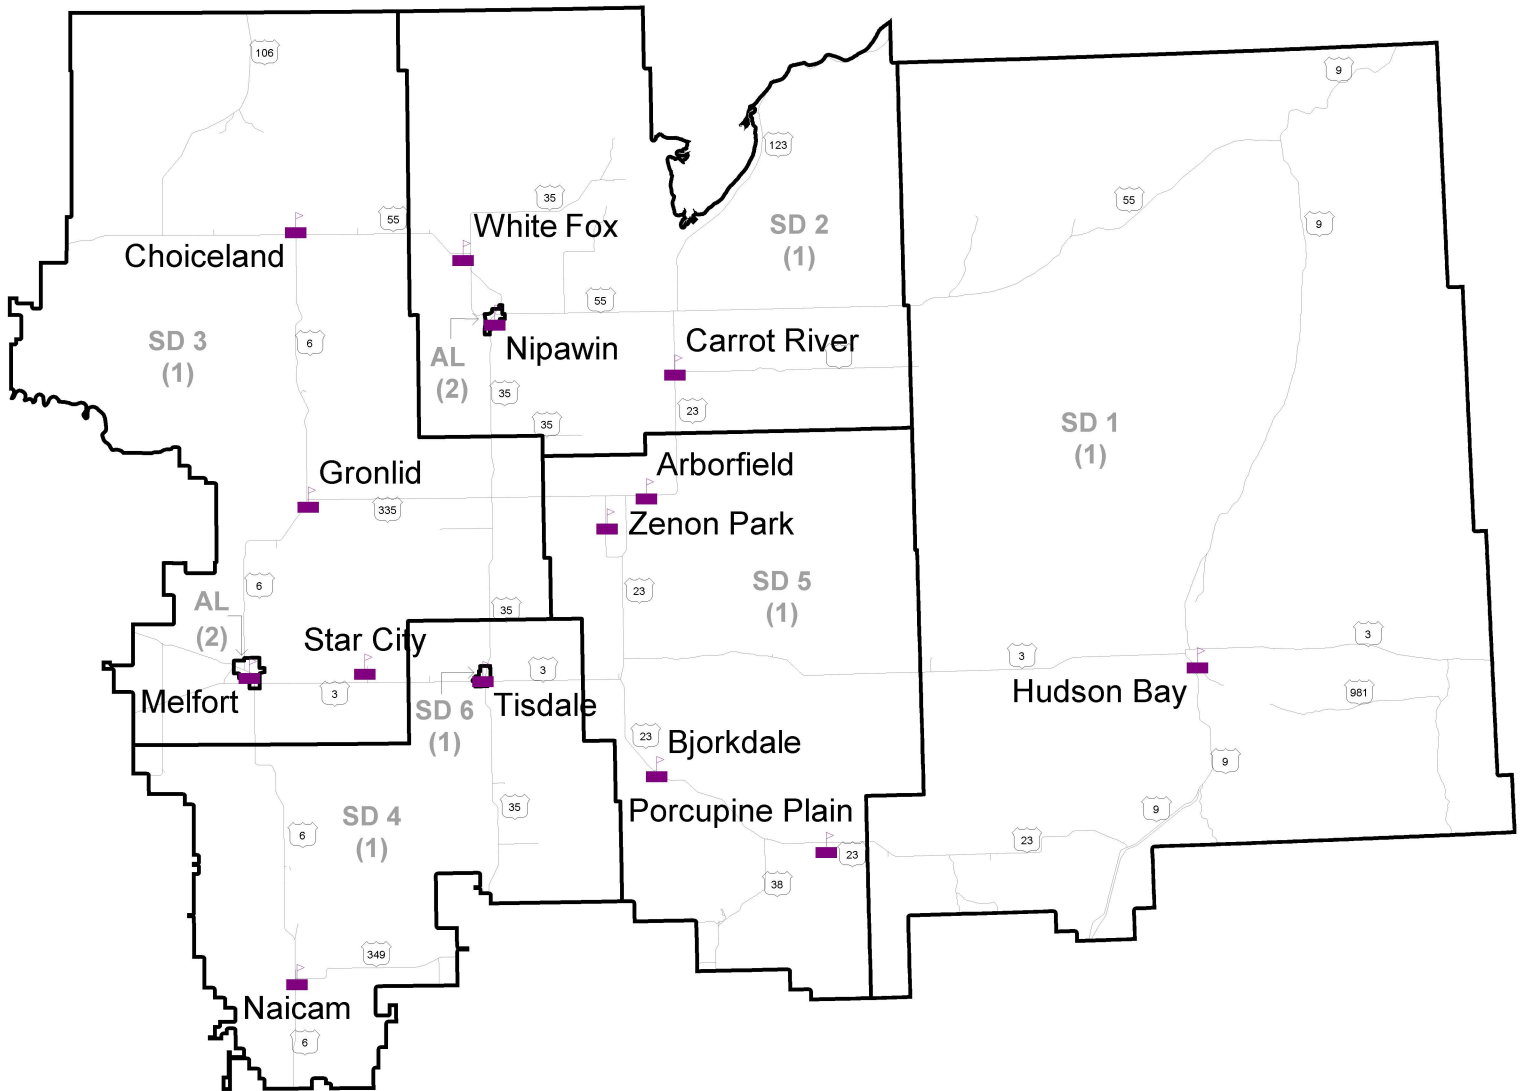 106
9
123
35
55
55
9
White Fox
SD 2
(1)
Choiceland
55
SD 3
(1)
6
AL
(2)
Nipawin
Carrot River
35
23
35
SD 1
(1)
Gronlid
Arborfield
335
Zenon Park
6
23
SD 5
(1)
AL
(2)
35
Star City
3
3
3
Melfort
3
SD 6
(1)
Tisdale
Hudson Bay
981
23
Bjorkdale
9
SD 4
(1)
6
35
Porcupine Plain
23
9
23
38
349
Naicam
6